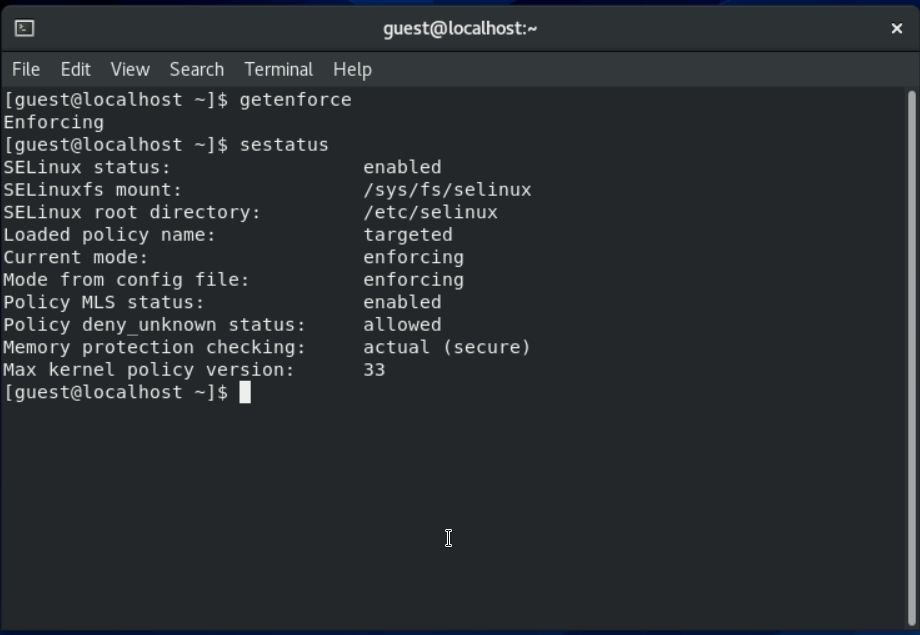 guest@localhost:~
File Edit View Search Terminal Help
[guest@localhost ~]$ getenforce
Enforcing
[guest@localhost ~]$ sestatus
SELinux status:                 enabled
SELinuxfs mount:                /sys/fs/selinux
SELinux root directory:         /etc/selinux
Loaded policy name:             targeted
Current mode:                   enforcing
Mode from config file:          enforcing
Policy MLS status:              enabled
Policy deny_unknown status:     allowed
Memory protection checking:     actual (secure)
Max kernel policy version:      33
[guest@localhost ~]$